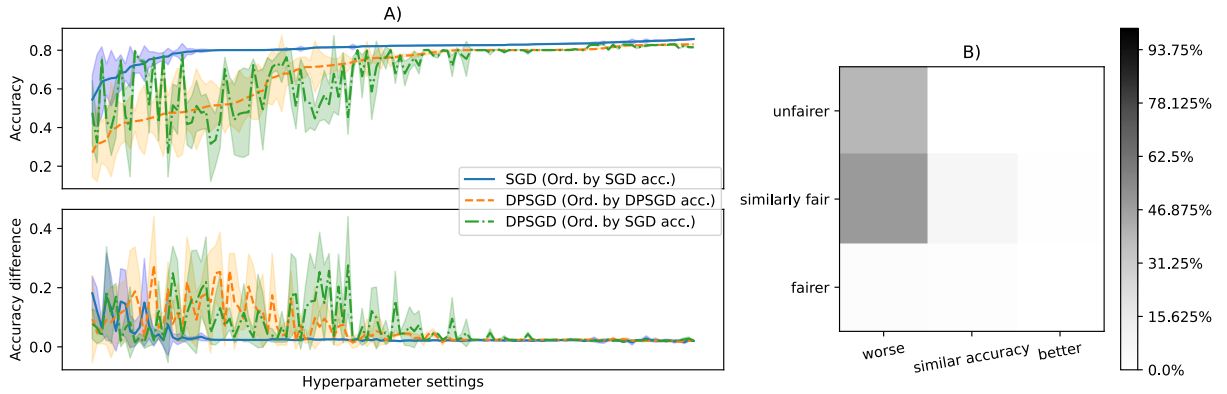 A)
Accuracy
0.8
0.6
0.4
0.2
SGD (Ord. by SGD acc.)
DPSGD (Ord. by DPSGD acc.)
DPSGD (Ord. by SGD acc.)
Accuracy difference
0.4
0.2
0.0
Hyperparameter settings
B)
unfairer
similarly fair
fairer
worse
similar accuracy
better
93.75%
78.125%
62.5%
46.875%
31.25%
15.625%
0.0%